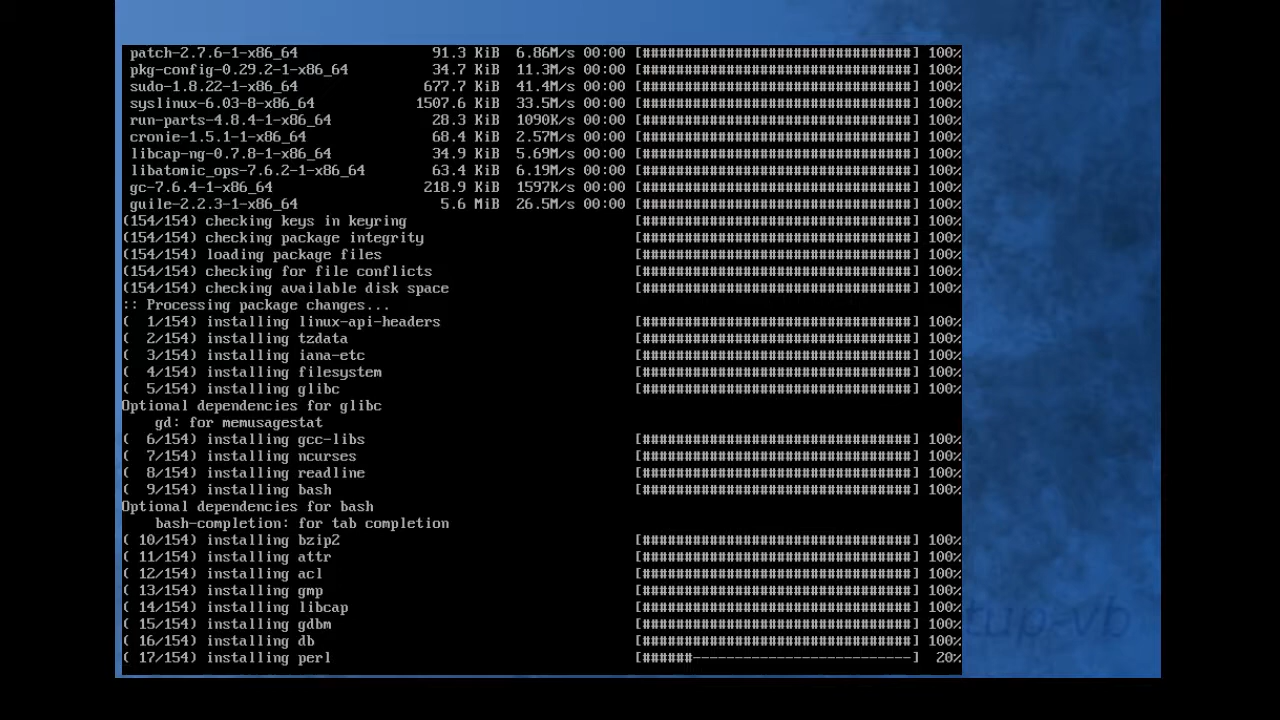 patch-2.7.6-1-x86_64 91.3 KiB 6.86M/s 00:00 [################################] 100%
pkg-config-0.29.2-1-x86_64 34.7 KiB 11.3M/s 00:00 [################################] 100%
sudo-1.8.22-1-x86_64 677.7 KiB 41.4M/s 00:00 [################################] 100%
syslinux-6.03-8-x86_64 1507.6 KiB 33.5M/s 00:00 [################################] 100%
run-parts-4.8.4-1-x86_64 28.3 KiB 1090K/s 00:00 [################################] 100%
cronie-1.5.1-1-x86_64 68.4 KiB 2.57M/s 00:00 [################################] 100%
libcap-ng-0.7.8-1-x86_64 34.9 KiB 5.69M/s 00:00 [################################] 100%
libatomic_ops-7.6.2-1-x86_64 63.4 KiB 6.19M/s 00:00 [################################] 100%
gc-7.6.4-1-x86_64 218.9 KiB 1597K/s 00:00 [################################] 100%
guile-2.2.3-1-x86_64 5.6 MiB 26.5M/s 00:00 [################################] 100%
(154/154) checking keys in keyring [################################] 100%
(154/154) checking package integrity [################################] 100%
(154/154) loading package files [################################] 100%
(154/154) checking for file conflicts [################################] 100%
(154/154) checking available disk space [################################] 100%
:: Processing package changes...
( 1/154) installing linux-api-headers [################################] 100%
( 2/154) installing tzdata [################################] 100%
( 3/154) installing iana-etc [################################] 100%
( 4/154) installing filesystem [################################] 100%
( 5/154) installing glibc [################################] 100%
Optional dependencies for glibc
gd: for memusagestat
( 6/154) installing gcc-libs [################################] 100%
( 7/154) installing ncurses [################################] 100%
( 8/154) installing readline [################################] 100%
( 9/154) installing bash [################################] 100%
Optional dependencies for bash
bash-completion: for tab completion
( 10/154) installing bzip2 [################################] 100%
( 11/154) installing attr [################################] 100%
( 12/154) installing acl [################################] 100%
( 13/154) installing gmp [################################] 100%
( 14/154) installing libcap [################################] 100%
( 15/154) installing gdbm [################################] 100%
( 16/154) installing db [################################] 100%
( 17/154) installing perl [######--------------------------] 20%
tup-vb